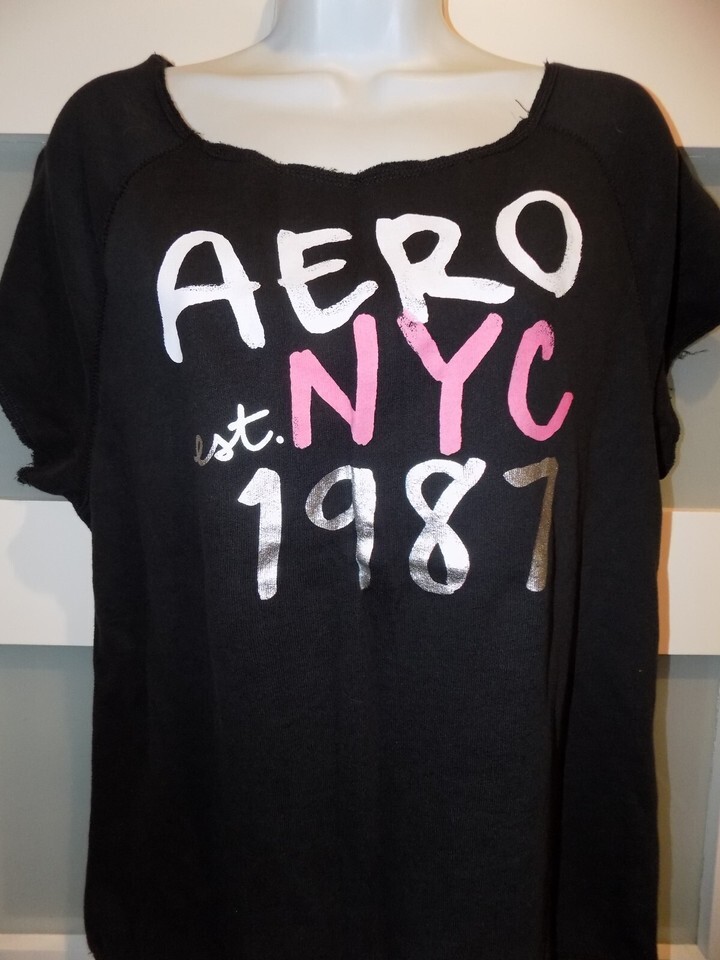 AERO
NYC
est.
1987